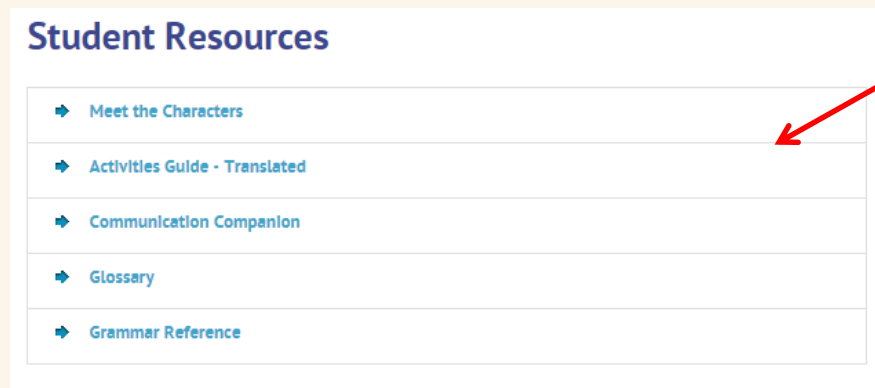 Student Resources
Meet the Characters
Activities Guide - Translated
Communication Companion
Glossary
Grammar Reference